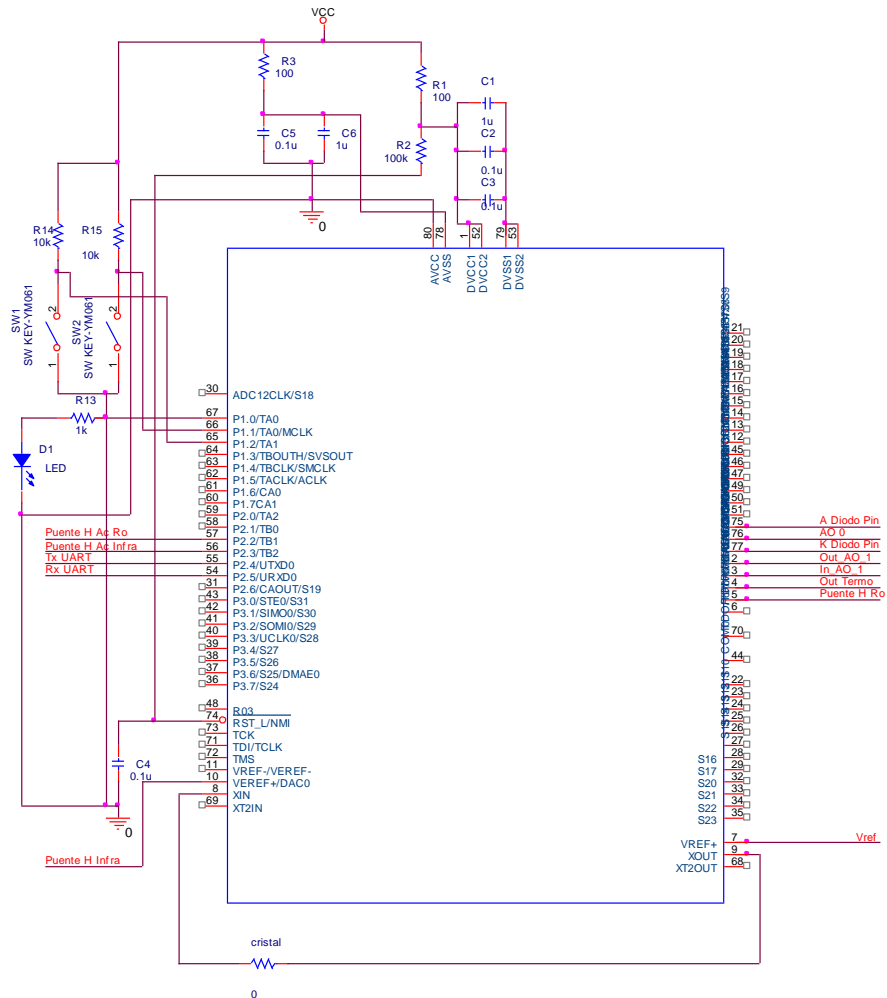 VCC
R3
100
R1
100
C1
1u
C5
0.1u
C6
1u
R2
100k
C2
0.1u
C3
0.1u
0
R14
10k
R15
10k
80
78
1
52
79
53
AVCC
AVSS
DVCC1
DVCC2
DVSS1
DVSS2
SW1
SW KEY-YM061
2
1
SW2
SW KEY-YM061
2
1
R13
1k
D1
LED
30 ADC12CLK/S18
67 P1.0/TA0
66 P1.1/TA0/MCLK
65 P1.2/TA1
64 P1.3/TBOUTH/SVSOUT
63 P1.4/TBCLK/SMCLK
62 P1.5/TACLK/ACLK
61 P1.6/CA0
60 P1.7CA1
59 P2.0/TA2
58 P2.1/TB0
Puente H Ac Ro 57 P2.2/TB1
Puente H Ac Infra 56 P2.3/TB2
Tx UART 55 P2.4/UTXD0
Rx UART 54 P2.5/URXD0
31 P2.6/CAOUT/S19
43 P3.0/STE0/S31
42 P3.1/SIMO0/S30
41 P3.2/SOMI0/S29
40 P3.3/UCLK0/S28
39 P3.4/S27
38 P3.5/S26
37 P3.6/S25/DMAE0
36 P3.7/S24
48 R03
74 RST_L/NMI
73 TCK
71 TDI/TCLK
72 TMS
11 VREF-/VEREF-
10 VEREF+/DAC0
8 XIN
69 XT2IN
C4
0.1u
0
Puente H Infra
21
20
19
18
17
16
15
14
13
12
45
46
47
49
50
51
75 A Diodo Pin
76 AO 0
77 K Diodo Pin
2 Out_AO_1
3 In_AO_1
4 Out Termo
5 Puente H Ro
6
70
44
22
23
24
25
26
27
S16 28
S17 29
S20 32
S21 33
S22 34
S23 35
VREF+ 7 Vref
XOUT 9
XT2OUT 68
cristal
0